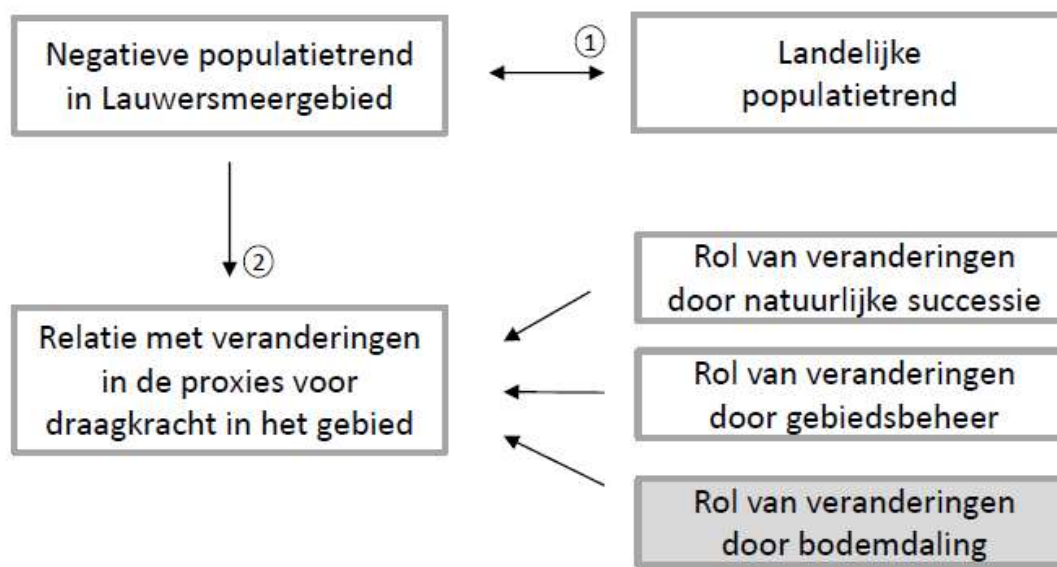 Negatieve populatietrend
in Lauwersmeergebied
①
Landelijke
populatietrend
②
Relatie met veranderingen
in de proxies voor
draagkracht in het gebied
Rol van veranderingen
door natuurlijke successie
Rol van veranderingen
door gebiedsbeheer
Rol van veranderingen
door bodemdaling